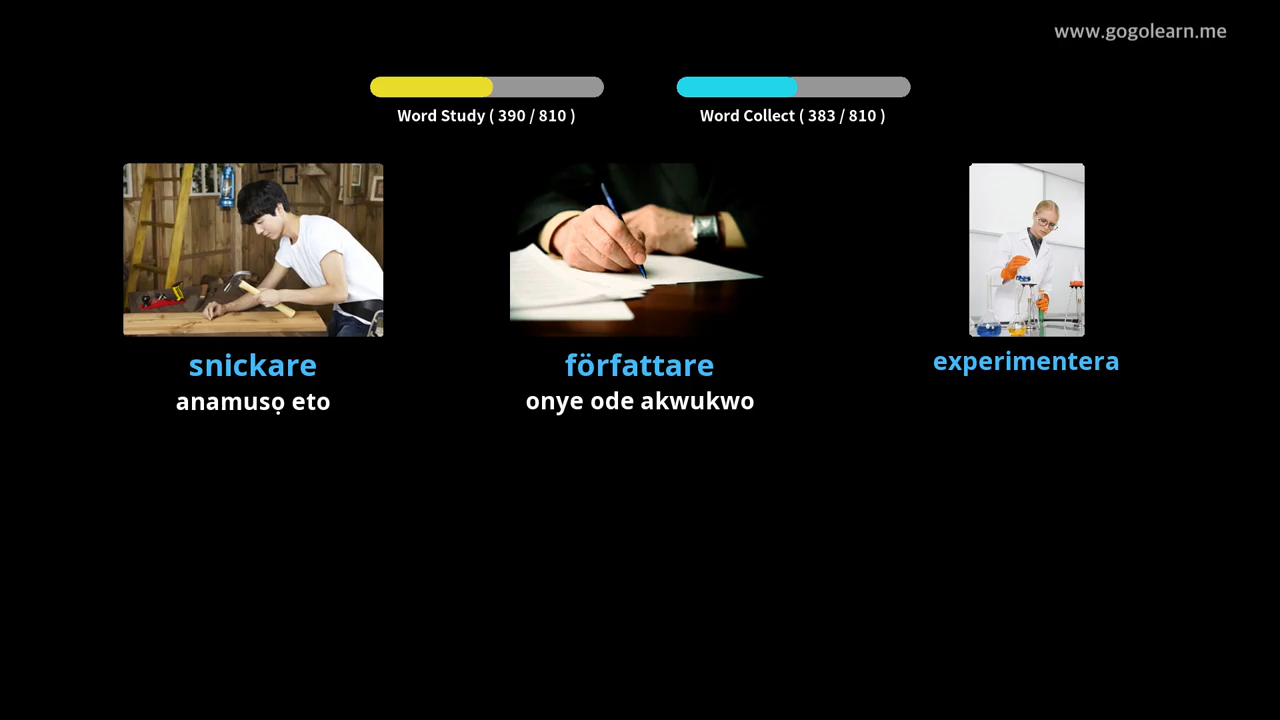 www.gogolearn.me
Word Study ( 390 / 810 )
Word Collect ( 383 / 810 )
snickare
anamusọ eto
författare
onye ode akwukwo
experimentera